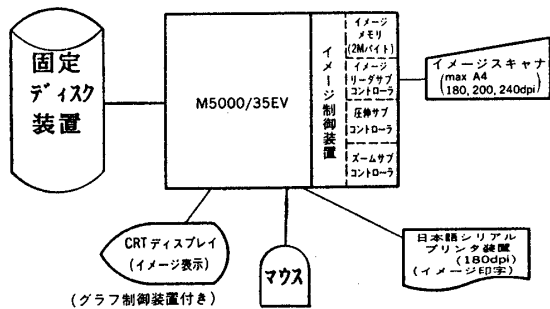 固定
ディスク
装置
M5000/35EV
イメージ制御装置
イメージ
メモリ
(2Mバイト)
イメージ
リーダサブ
コントローラ
圧伸サブ
コントローラ
ズームサブ
コントローラ
イメージスキャナ
(max A4
180, 200, 240dpi)
CRTディスプレイ
(イメージ表示)
(グラフ制御装置付き)
マウス
日本語シリアル
プリンタ装置
(180dpi)
(イメージ印字)